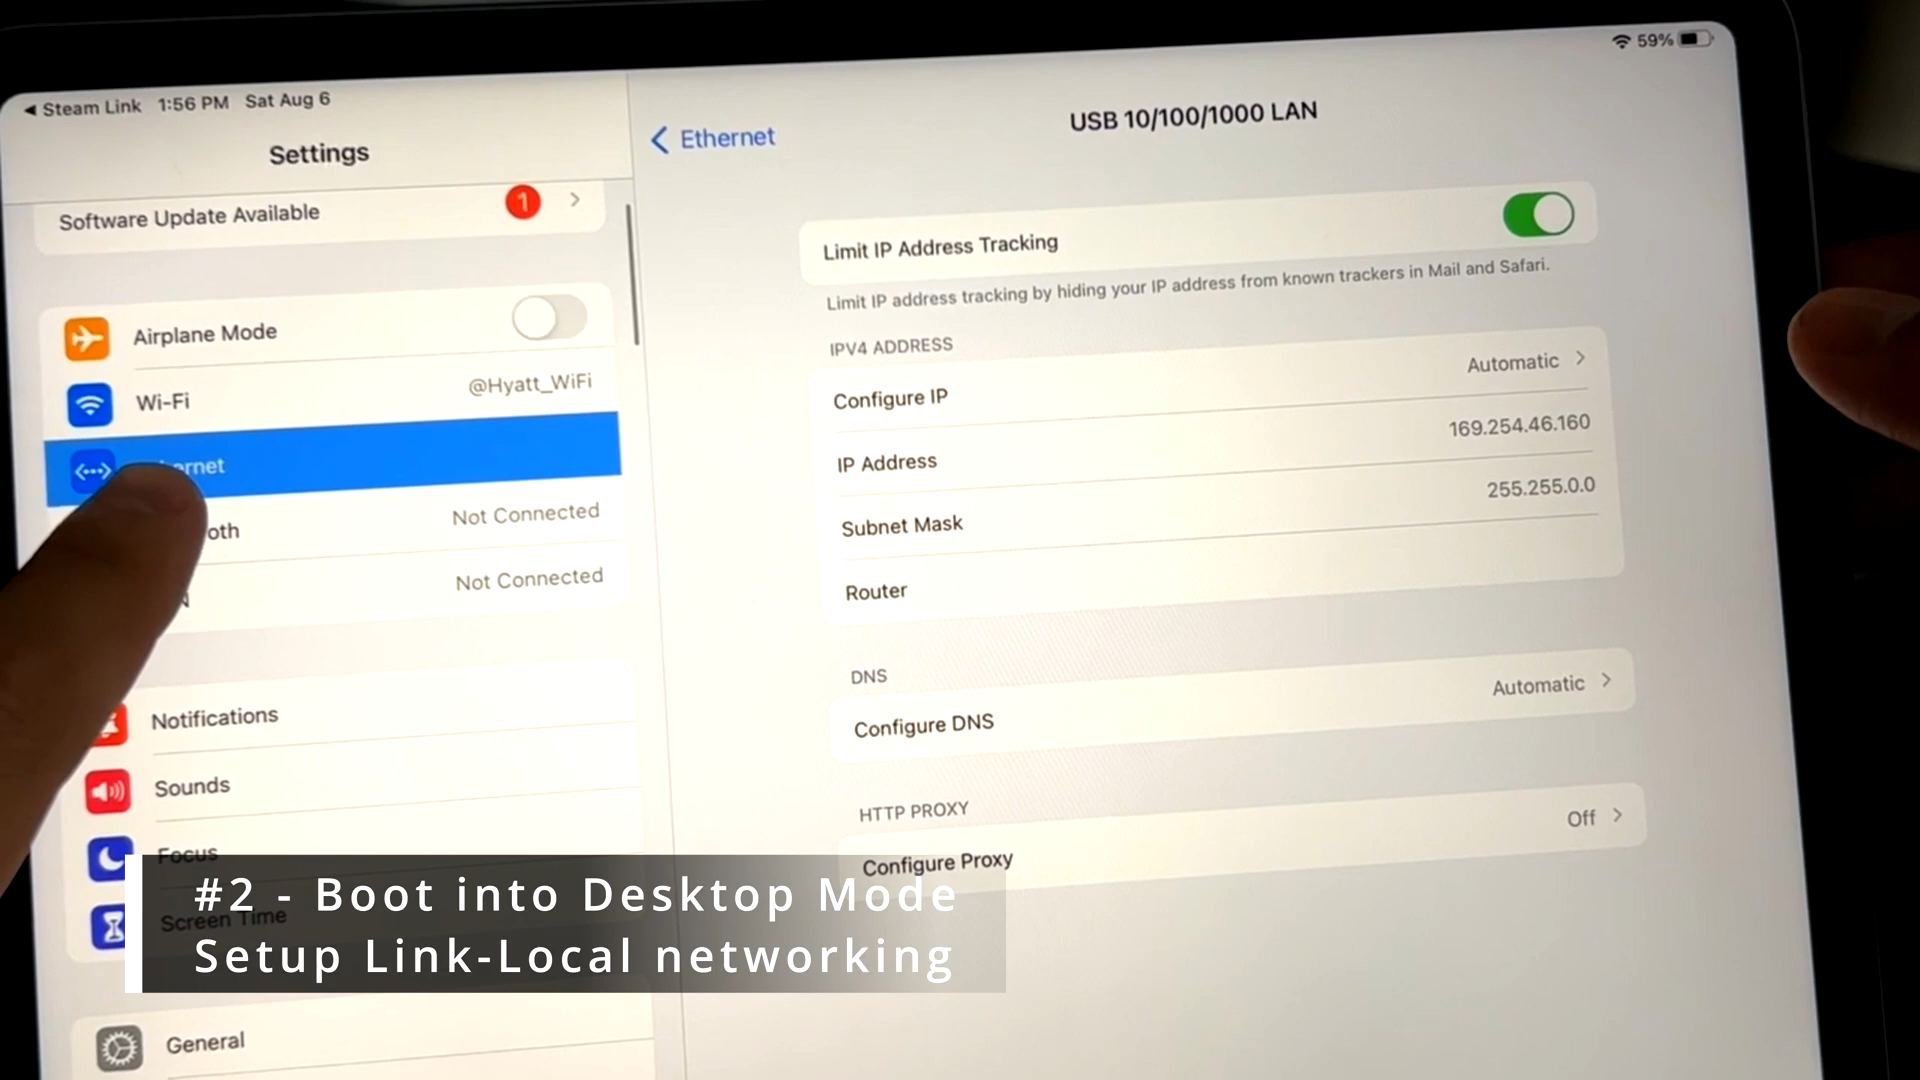 Steam Link 1:56 PM Sat Aug 6
59%
Settings
Software Update Available 1
Airplane Mode
Wi-Fi @Hyatt_WiFi
ernet
oth Not Connected
N Not Connected
Notifications
Sounds
Focus
Screen Time
General
Ethernet
USB 10/100/1000 LAN
Limit IP Address Tracking
Limit IP address tracking by hiding your IP address from known trackers in Mail and Safari.
IPV4 ADDRESS
Configure IP Automatic
IP Address 169.254.46.160
Subnet Mask 255.255.0.0
Router
DNS
Configure DNS Automatic
HTTP PROXY
Configure Proxy Off
#2 - Boot into Desktop Mode
Setup Link-Local networking